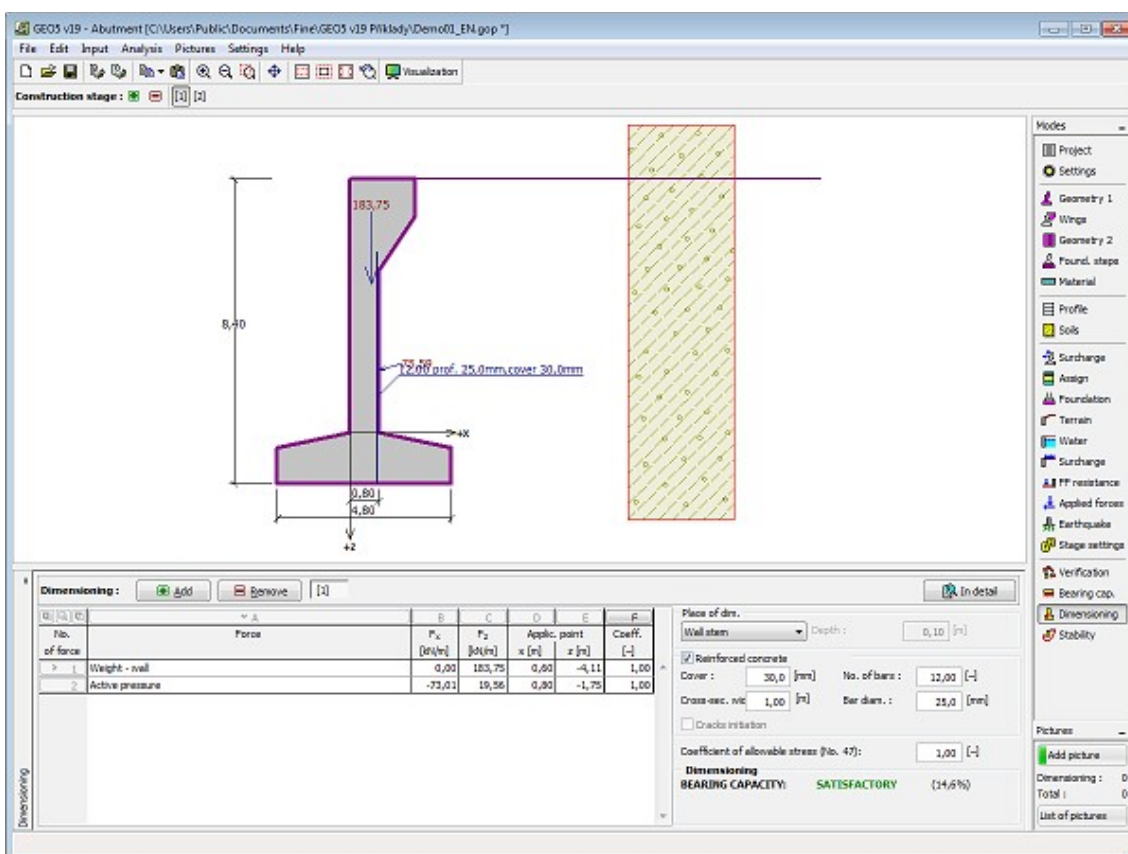 GEO5 v19 - Abutment [C:\Users\Public\Documents\Fine\GEO5 v19 Příklady\Demo01_EN.gop *]
File Edit Input Analysis Pictures Settings Help
Visualization
Construction stage : [1] [2]
183,75
8,40
75,59
12.00 prof. 25.0mm,cover 30.0mm
+X
0,80
4,80
+Z
Modes
Project
Settings
Geometry 1
Wings
Geometry 2
Found. steps
Material
Profile
Soils
Surcharge
Assign
Foundation
Terrain
Water
Surcharge
FF resistance
Applied forces
Earthquake
Stage settings
Verification
Bearing cap.
Dimensioning
Stability
Pictures
Add picture
Dimensioning : 0
Total : 0
List of pictures
Dimensioning
Dimensioning : Add Remove [1] In detail
A B C D E F
No. Force Fx Fz Applic. point Coeff.
of force [kN/m] [kN/m] x [m] z [m] [-]
1 Weight - wall 0,00 183,75 0,60 -4,11 1,00
2 Active pressure -73,01 19,56 0,80 -1,75 1,00
Place of dim.
Wall stem Depth : 0,10 [m]
Reinforced concrete
Cover : 30,0 [mm] No. of bars : 12,00 [-]
Cross-sec. wid 1,00 [m] Bar diam. : 25,0 [mm]
Cracks initiation
Coefficient of allowable stress (No. 47): 1,00 [-]
Dimensioning
BEARING CAPACITY: SATISFACTORY (14,6%)